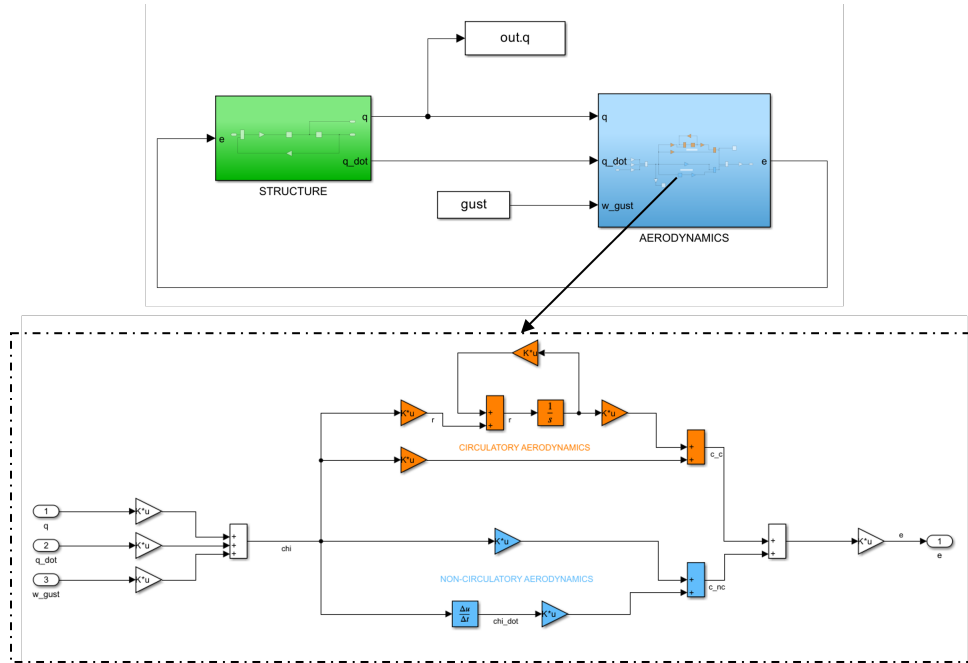 out.q
e
q
q_dot
STRUCTURE
gust
q
q_dot
w_gust
e
AERODYNAMICS
K*u
K*u
r
+
+
r
1
s
K*u
CIRCULATORY AERODYNAMICS
K*u
+
+
c_c
1
q
K*u
2
q_dot
K*u
3
w_gust
K*u
+
+
+
chi
K*u
NON-CIRCULATORY AERODYNAMICS
Δu
Δt
chi_dot
K*u
+
+
c_nc
+
+
K*u
e
1
e